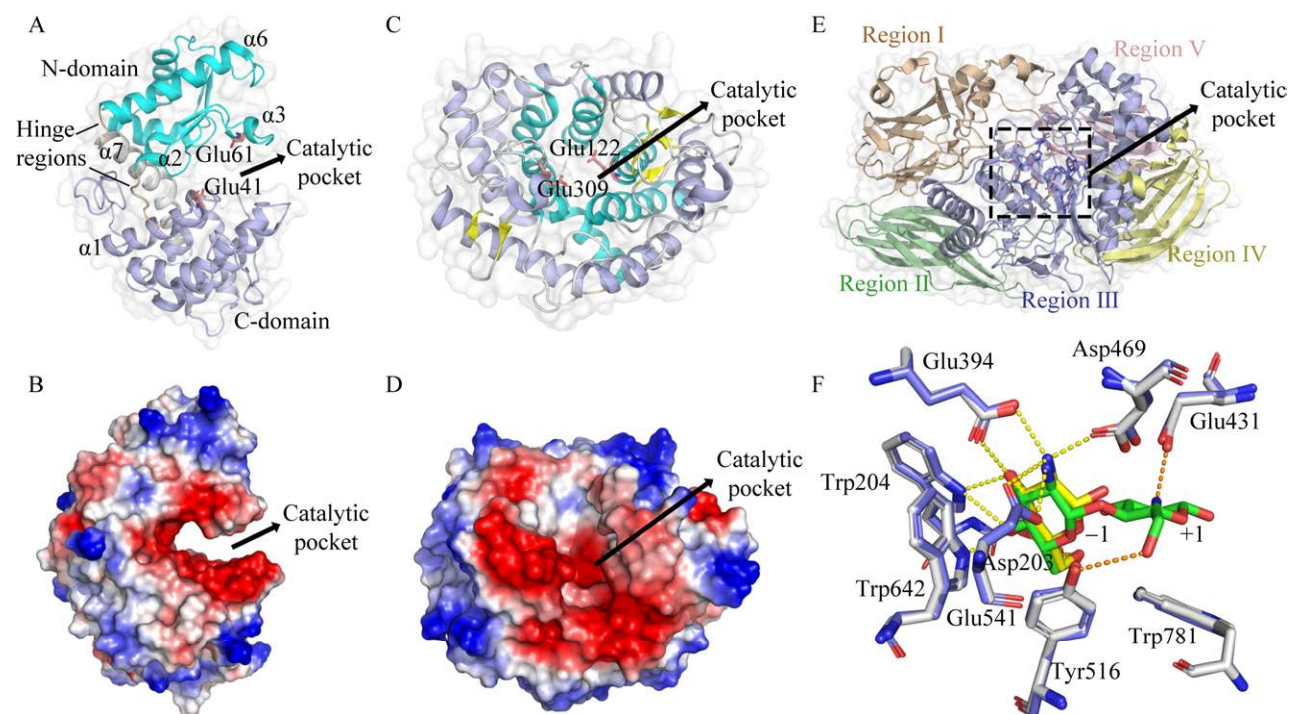 A
α6
N-domain
α3
Hinge
regions
α7
α2
Glu61
Catalytic
pocket
Glu41
α1
C-domain
C
Catalytic
pocket
Glu122
Glu309
E
Region I
Region V
Catalytic
pocket
Region IV
Region II
Region III
B
Catalytic
pocket
D
Catalytic
pocket
F
Glu394
Asp469
Glu431
Trp204
−1
+1
Asp203
Trp642
Glu541
Trp781
Tyr516